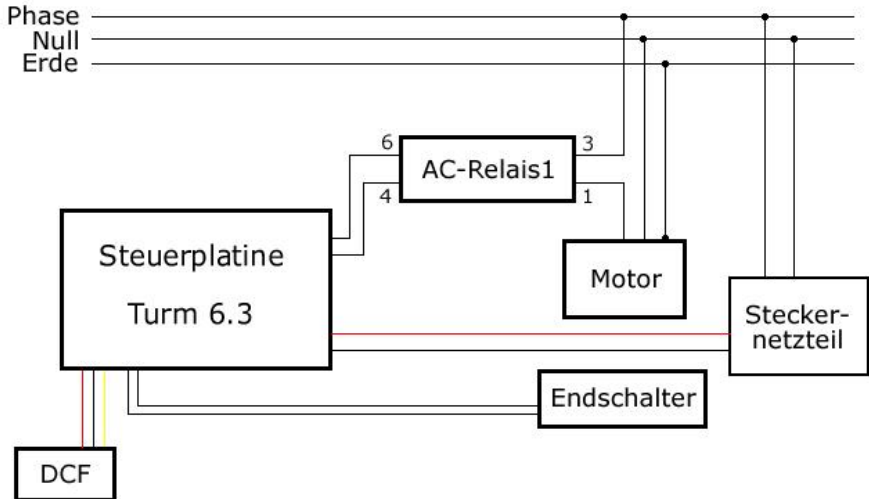 Phase
Null
Erde
6
3
AC-Relais1
4
1
Steuerplatine
Turm 6.3
Motor
Stecker-
netzteil
Endschalter
DCF